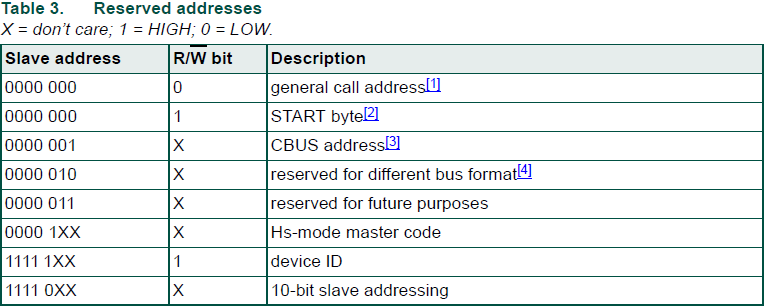 Table 3. Reserved addresses
X = don't care; 1 = HIGH; 0 = LOW.
Slave address R/W̅ bit Description
0000 000 0 general call address[1]
0000 000 1 START byte[2]
0000 001 X CBUS address[3]
0000 010 X reserved for different bus format[4]
0000 011 X reserved for future purposes
0000 1XX X Hs-mode master code
1111 1XX 1 device ID
1111 0XX X 10-bit slave addressing